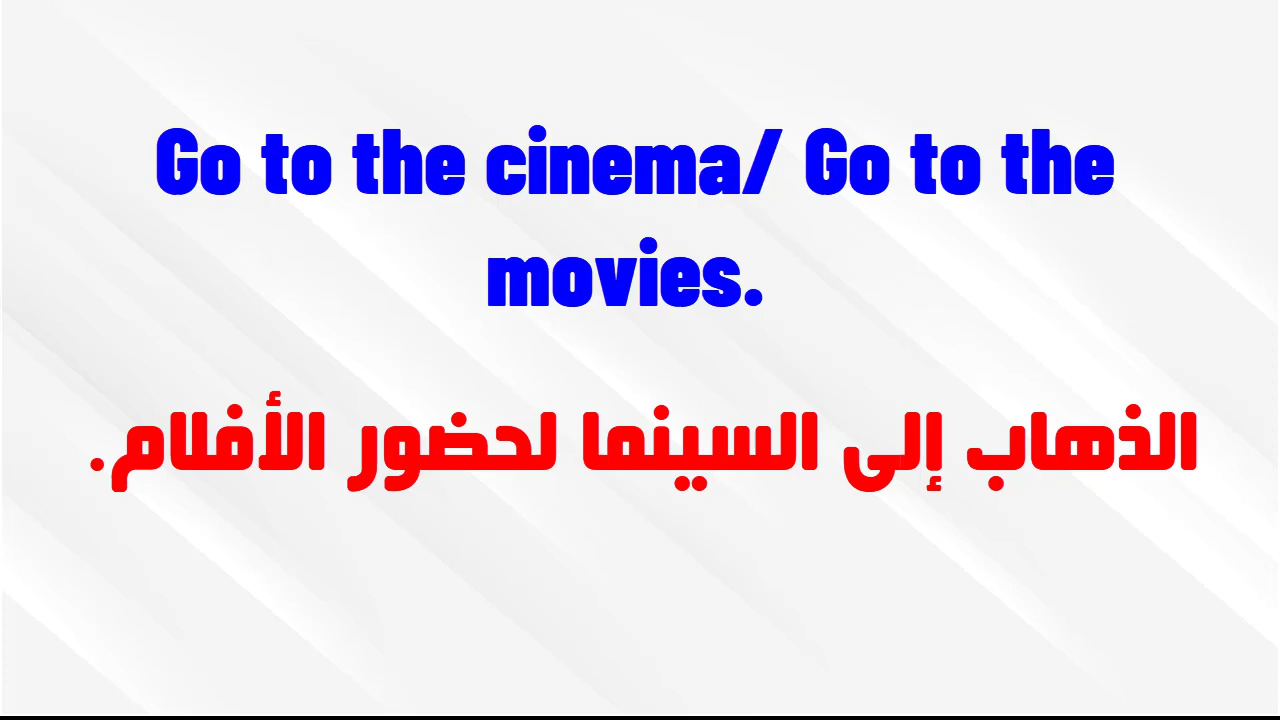 Go to the cinema/ Go to the
movies.
الذهاب إلى السينما لحضور الأفلام.